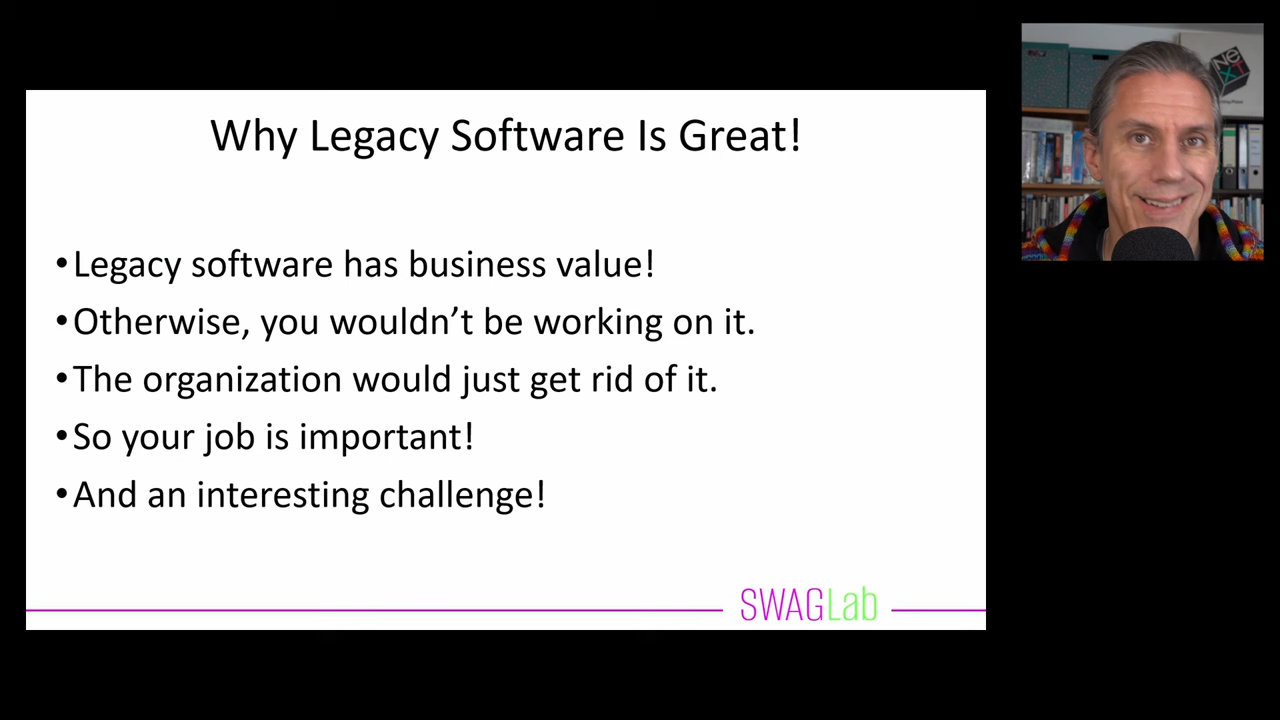 Why Legacy Software Is Great!
•Legacy software has business value!
•Otherwise, you wouldn’t be working on it.
•The organization would just get rid of it.
•So your job is important!
•And an interesting challenge!
SWAGLab
NeXT